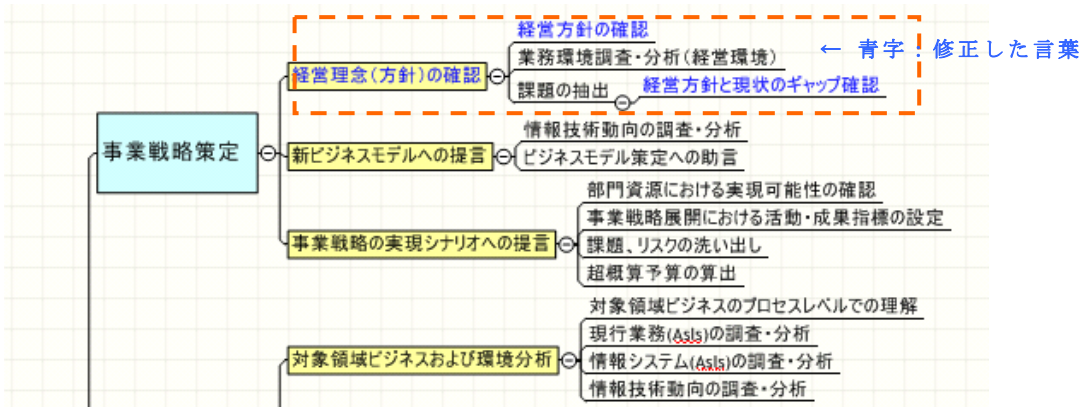 経営方針の確認
← 青字：修正した言葉
業務環境調査・分析（経営環境）
経営理念（方針）の確認
課題の抽出
経営方針と現状のギャップ確認
情報技術動向の調査・分析
事業戦略策定
新ビジネスモデルへの提言
ビジネスモデル策定への助言
部門資源における実現可能性の確認
事業戦略展開における活動・成果指標の設定
事業戦略の実現シナリオへの提言
課題、リスクの洗い出し
超概算予算の算出
対象領域ビジネスのプロセスレベルでの理解
現行業務(AsIs)の調査・分析
対象領域ビジネスおよび環境分析
情報システム(AsIs)の調査・分析
情報技術動向の調査・分析